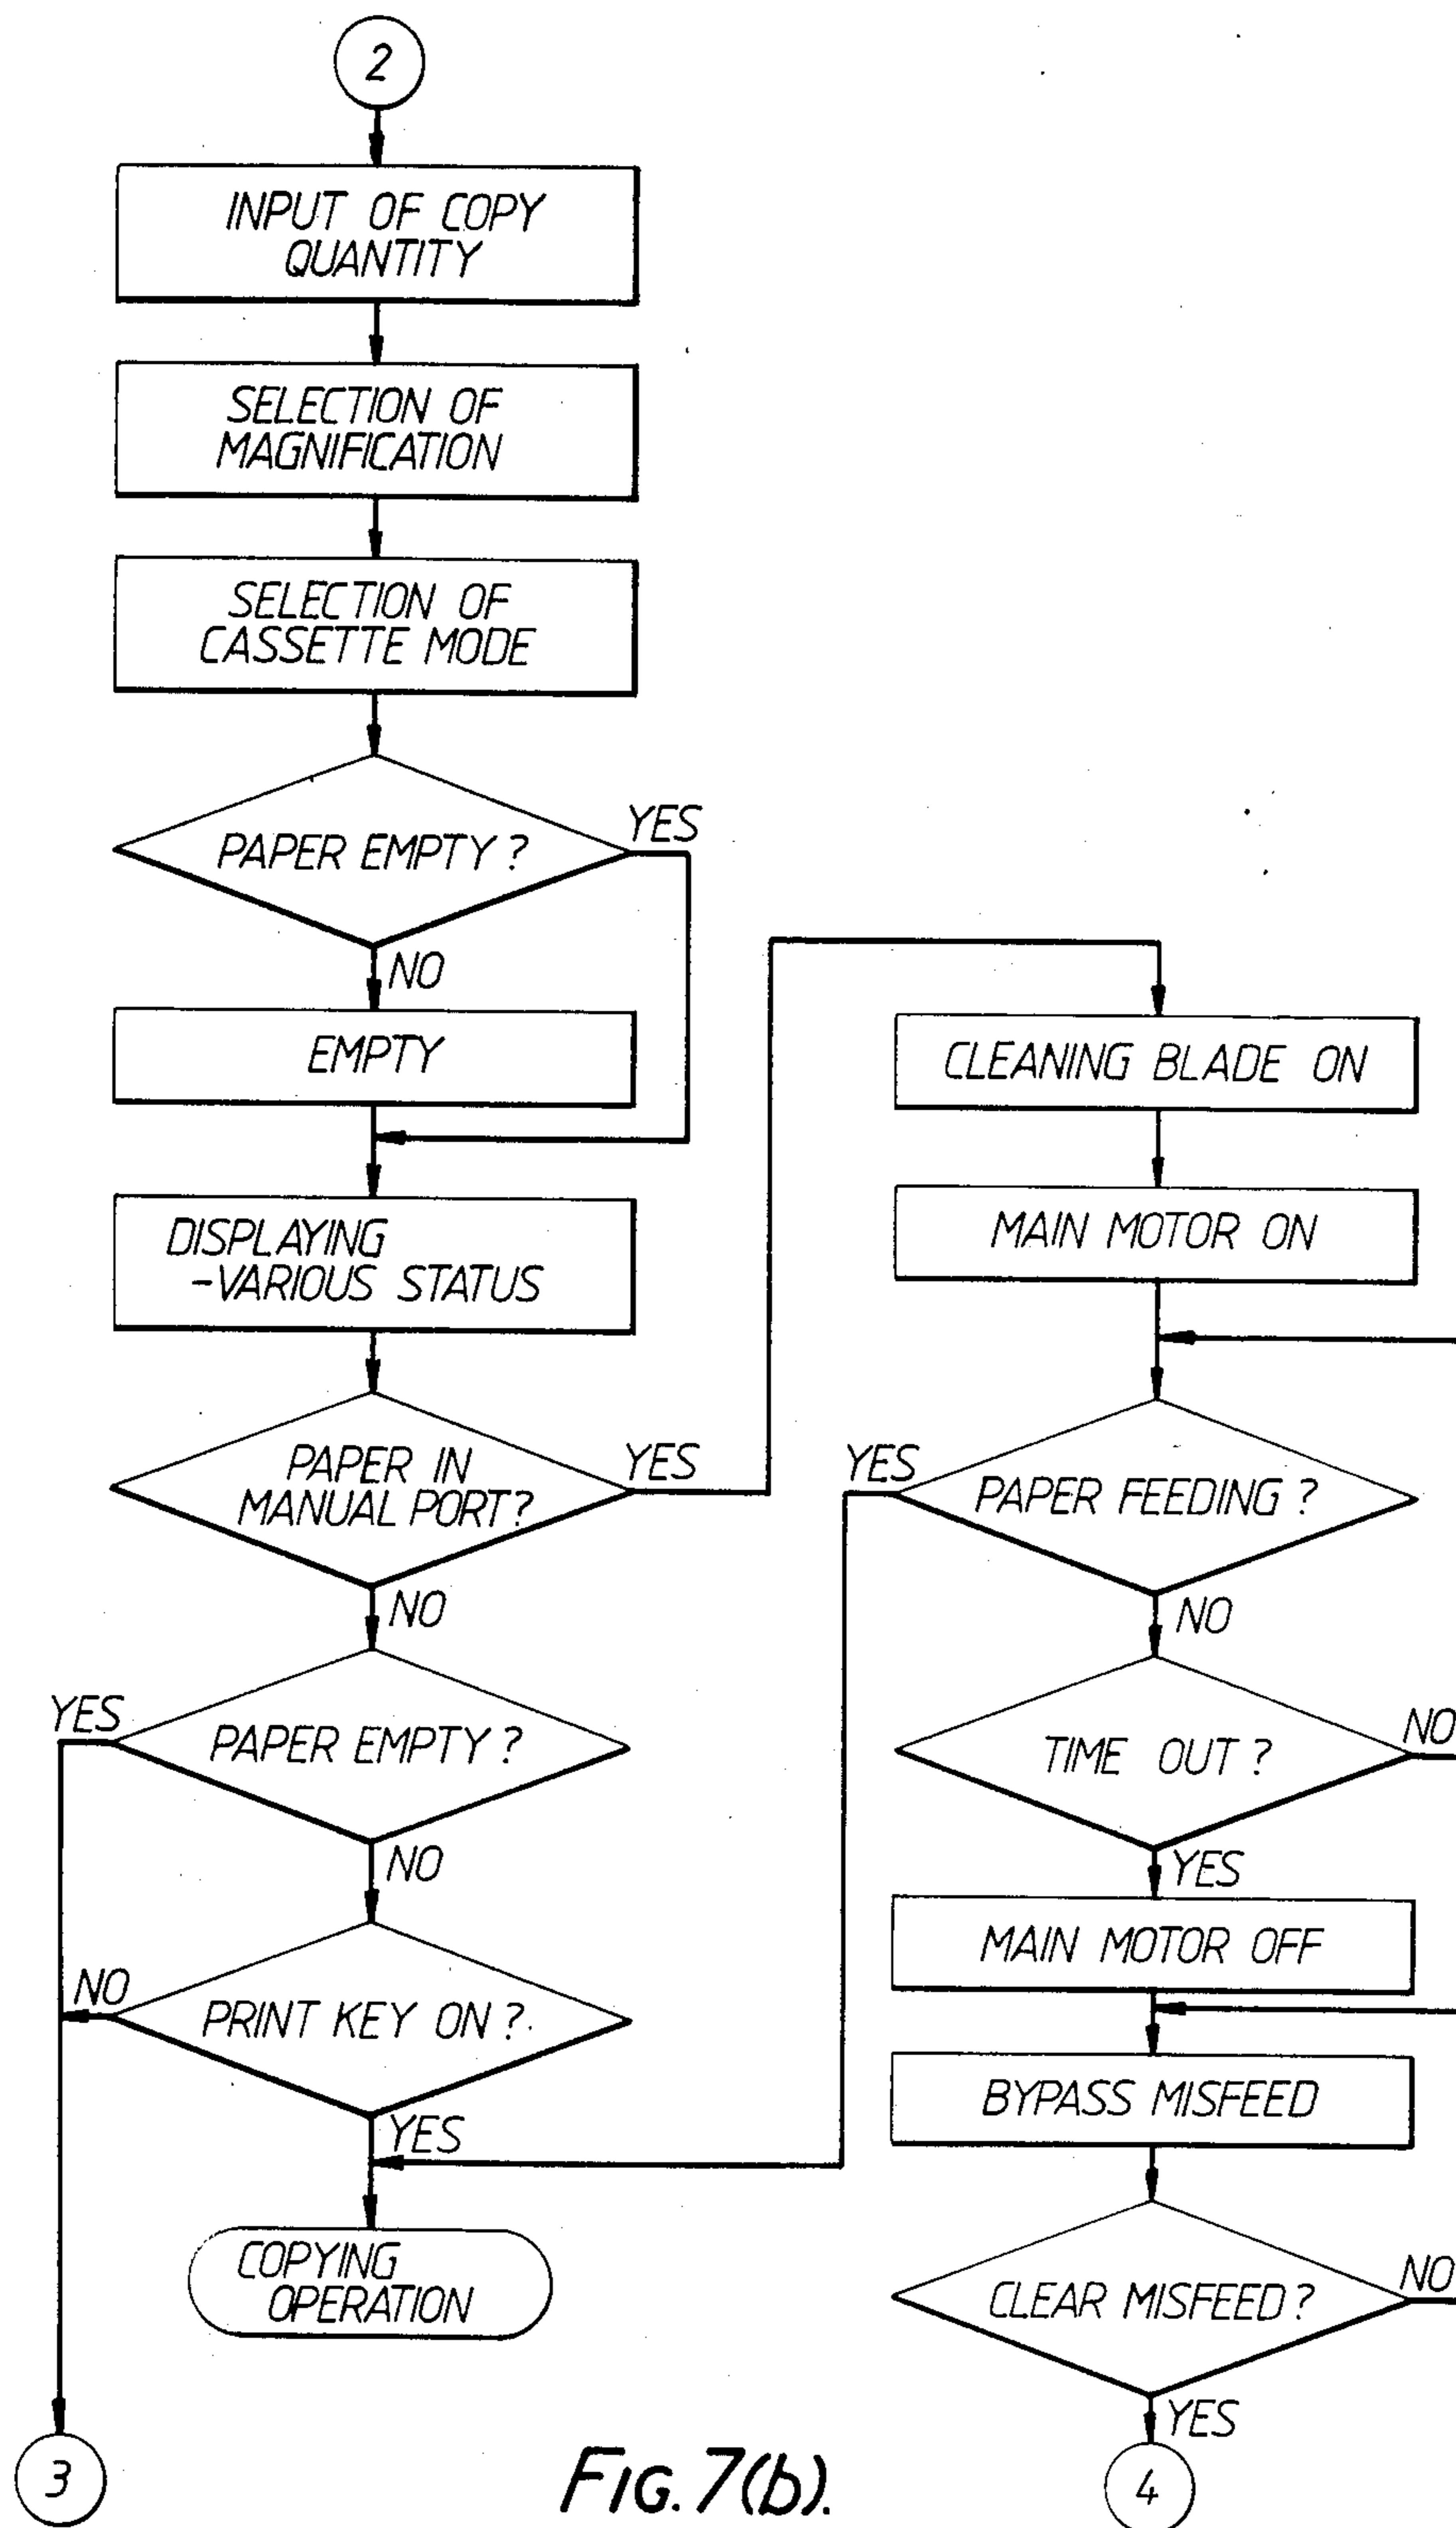 2
INPUT OF COPY
QUANTITY
SELECTION OF
MAGNIFICATION
SELECTION OF
CASSETTE MODE
PAPER EMPTY?
YES
NO
EMPTY
DISPLAYING
-VARIOUS STATUS
PAPER IN
MANUAL PORT?
YES
NO
PAPER EMPTY?
YES
NO
PRINT KEY ON?
NO
YES
COPYING
OPERATION
3
CLEANING BLADE ON
MAIN MOTOR ON
PAPER FEEDING?
YES
NO
TIME OUT?
NO
YES
MAIN MOTOR OFF
BYPASS MISFEED
CLEAR MISFEED?
NO
YES
4
FIG. 7(b).